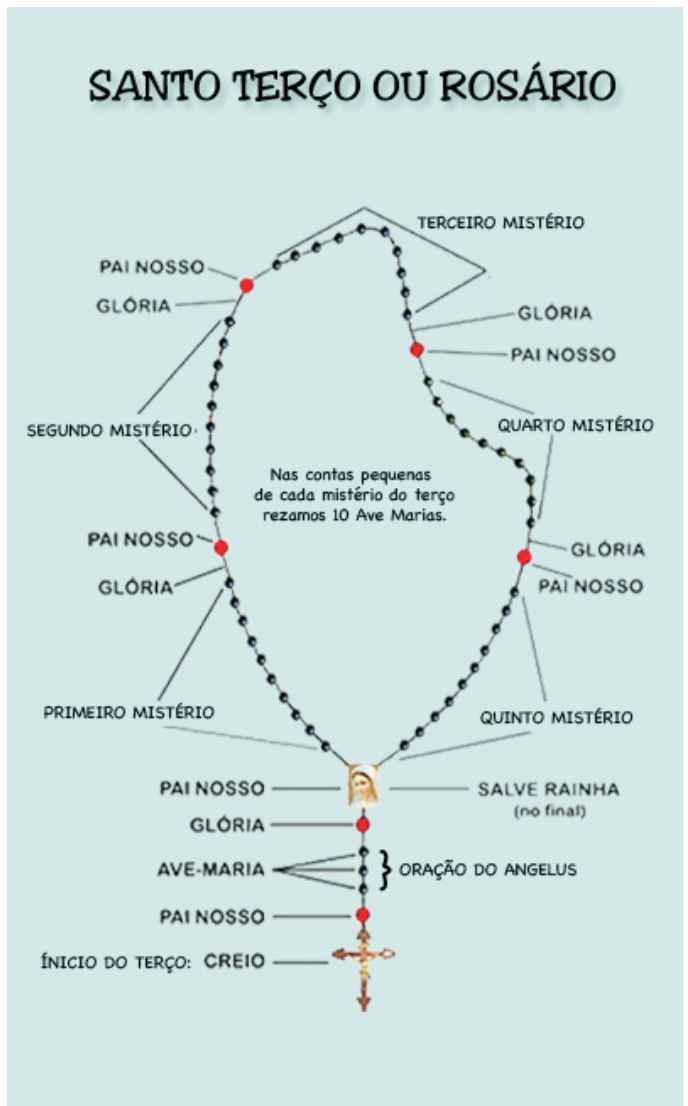 SANTO TERÇO OU ROSÁRIO
TERCEIRO MISTÉRIO
PAI NOSSO
GLÓRIA
GLÓRIA
PAI NOSSO
SEGUNDO MISTÉRIO
QUARTO MISTÉRIO
Nas contas pequenas
de cada mistério do terço
rezamos 10 Ave Marias.
PAI NOSSO
GLÓRIA
GLÓRIA
PAI NOSSO
PRIMEIRO MISTÉRIO
QUINTO MISTÉRIO
PAI NOSSO
SALVE RAINHA
(no final)
GLÓRIA
AVE-MARIA
ORAÇÃO DO ANGELUS
PAI NOSSO
ÍNICIO DO TERÇO: CREIO